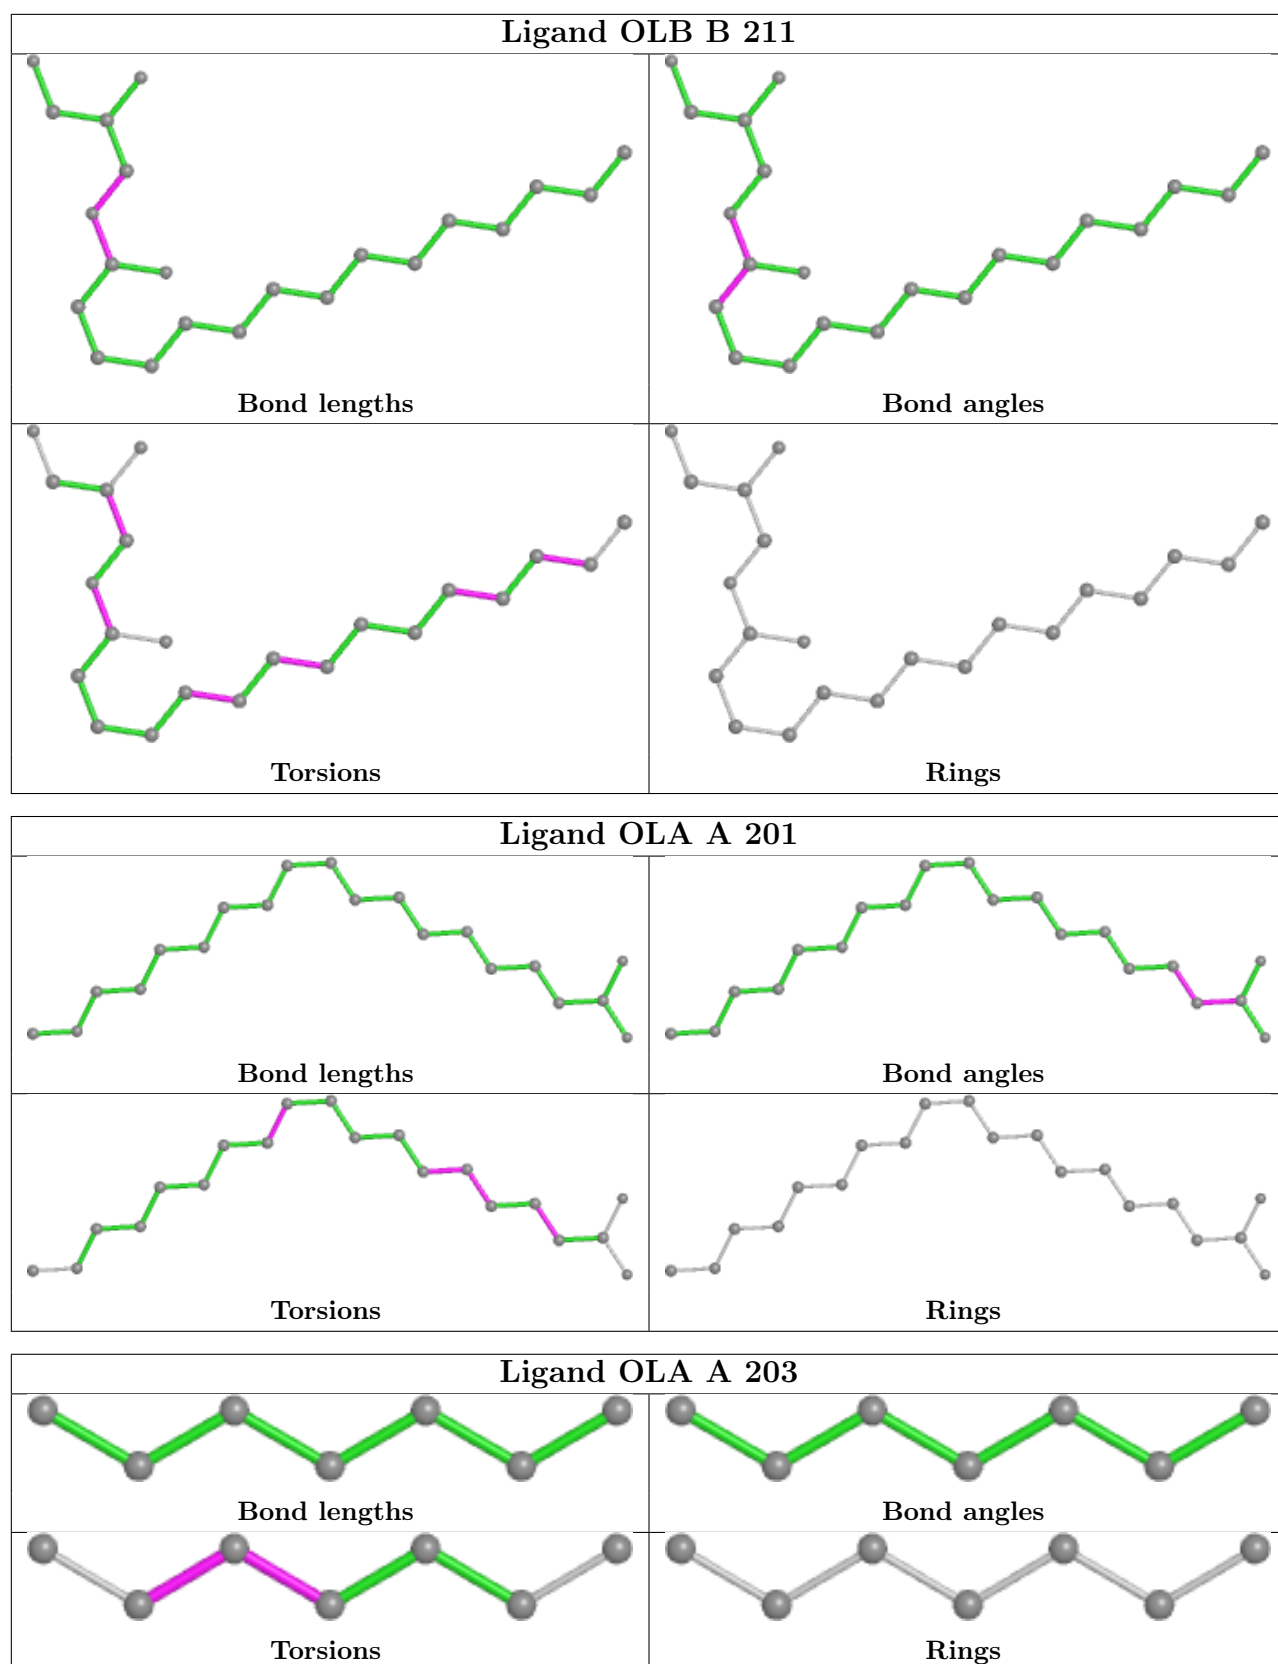 Ligand OLB B 211
Bond lengths
Bond angles
Torsions
Rings
Ligand OLA A 201
Bond lengths
Bond angles
Torsions
Rings
Ligand OLA A 203
Bond lengths
Bond angles
Torsions
Rings